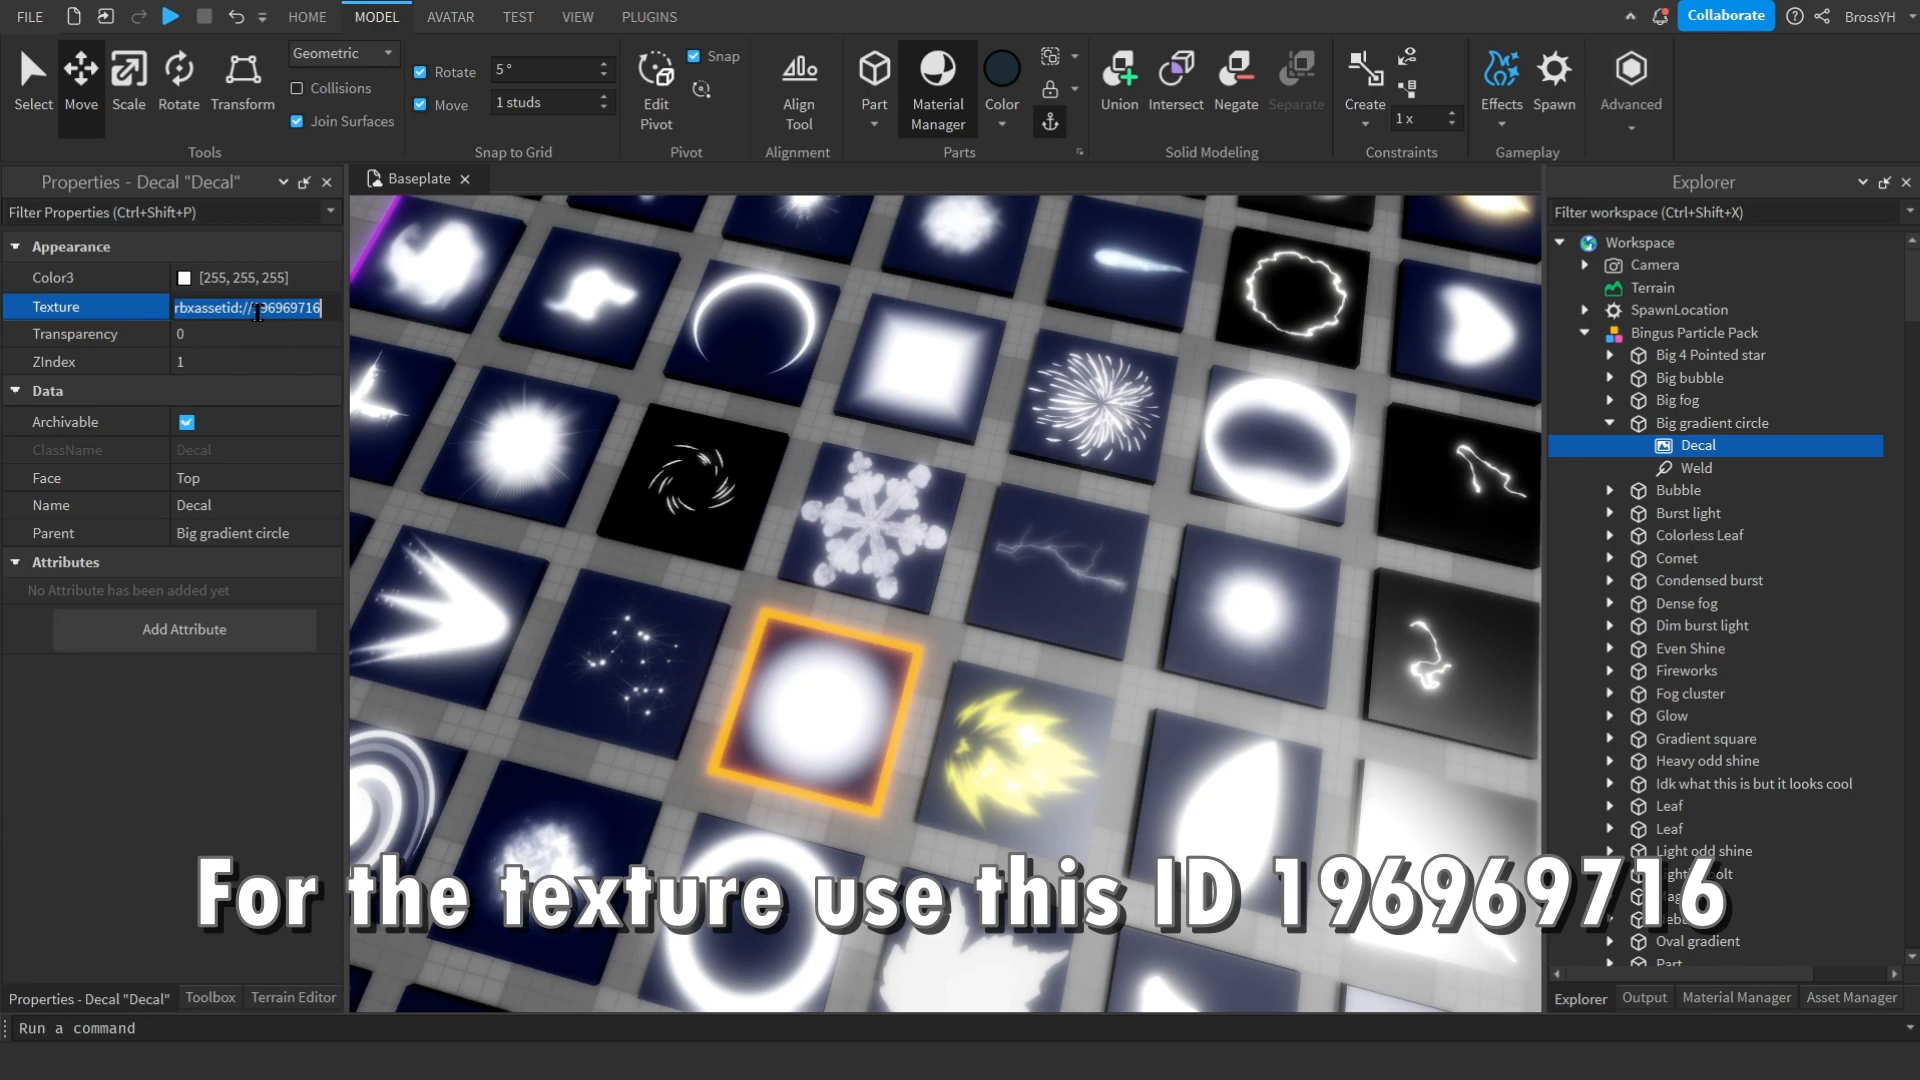 FILE
HOME
MODEL
AVATAR
TEST
VIEW
PLUGINS
Collaborate
BrossYH
Select
Move
Scale
Rotate
Transform
Geometric
Collisions
Join Surfaces
Tools
Rotate
5 °
Move
1 studs
Snap to Grid
Edit
Pivot
Snap
Pivot
Align
Tool
Alignment
Part
Material
Manager
Color
Parts
Union
Intersect
Negate
Separate
Solid Modeling
Create
1 x
Constraints
Effects
Spawn
Gameplay
Advanced
Properties - Decal "Decal"
Filter Properties (Ctrl+Shift+P)
Appearance
Color3
[255, 255, 255]
Texture
rbxassetid://196969716
Transparency
0
ZIndex
1
Data
Archivable
ClassName
Decal
Face
Top
Name
Decal
Parent
Big gradient circle
Attributes
No Attribute has been added yet
Add Attribute
Properties - Decal "Decal"
Toolbox
Terrain Editor
Baseplate
For the texture use this ID 196969716
Explorer
Filter workspace (Ctrl+Shift+X)
Workspace
Camera
Terrain
SpawnLocation
Bingus Particle Pack
Big 4 Pointed star
Big bubble
Big fog
Big gradient circle
Decal
Weld
Bubble
Burst light
Colorless Leaf
Comet
Condensed burst
Dense fog
Dim burst light
Even Shine
Fireworks
Fog cluster
Glow
Gradient square
Heavy odd shine
Idk what this is but it looks cool
Leaf
Leaf
Light odd shine
Oval gradient
Part
Explorer
Output
Material Manager
Asset Manager
Run a command